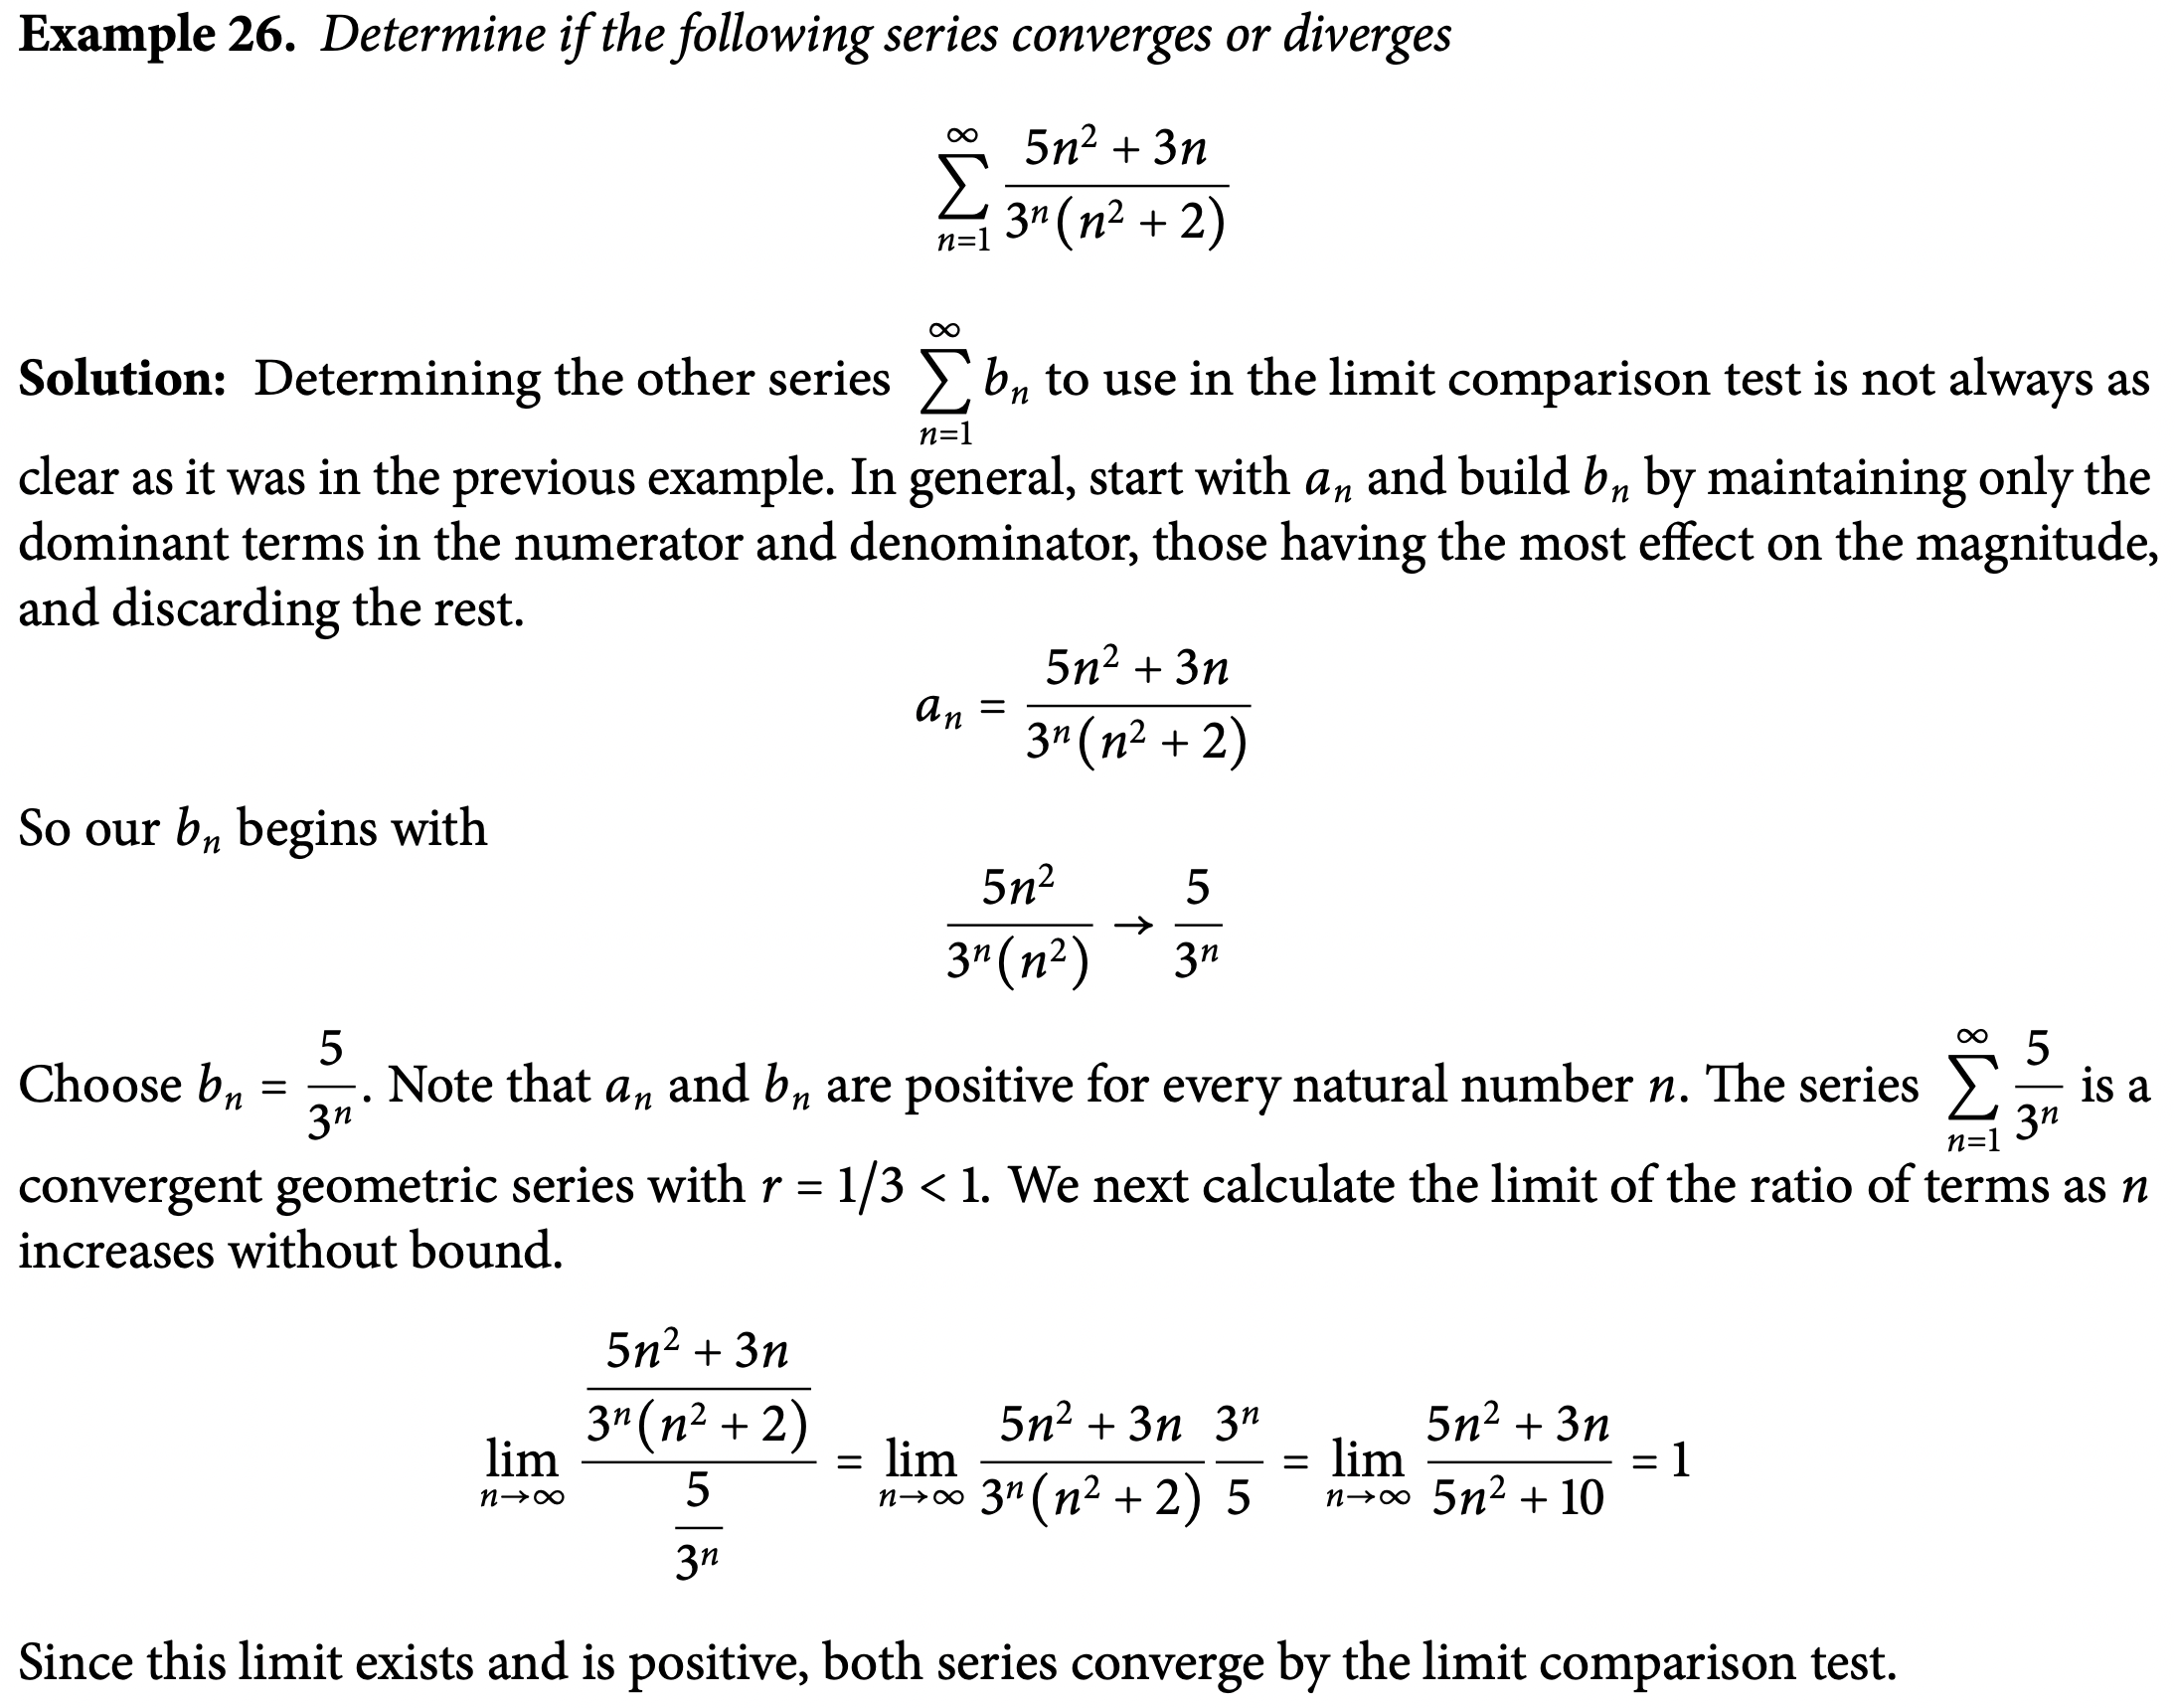 Example 26. Determine if the following series converges or diverges
$$\sum_{n=1}^{\infty} \frac{5n^2 + 3n}{3^n(n^2 + 2)}$$
Solution: Determining the other series $\sum_{n=1}^{\infty} b_n$ to use in the limit comparison test is not always as
clear as it was in the previous example. In general, start with $a_n$ and build $b_n$ by maintaining only the
dominant terms in the numerator and denominator, those having the most effect on the magnitude,
and discarding the rest.
$$a_n = \frac{5n^2 + 3n}{3^n(n^2 + 2)}$$
So our $b_n$ begins with
$$\frac{5n^2}{3^n(n^2)} \to \frac{5}{3^n}$$
Choose $b_n = \frac{5}{3^n}$. Note that $a_n$ and $b_n$ are positive for every natural number $n$. The series $\sum_{n=1}^{\infty} \frac{5}{3^n}$ is a
convergent geometric series with $r = 1/3 < 1$. We next calculate the limit of the ratio of terms as $n$
increases without bound.
$$\lim_{n\to\infty} \frac{\frac{5n^2 + 3n}{3^n(n^2 + 2)}}{\frac{5}{3^n}} = \lim_{n\to\infty} \frac{5n^2 + 3n}{3^n(n^2 + 2)} \frac{3^n}{5} = \lim_{n\to\infty} \frac{5n^2 + 3n}{5n^2 + 10} = 1$$
Since this limit exists and is positive, both series converge by the limit comparison test.